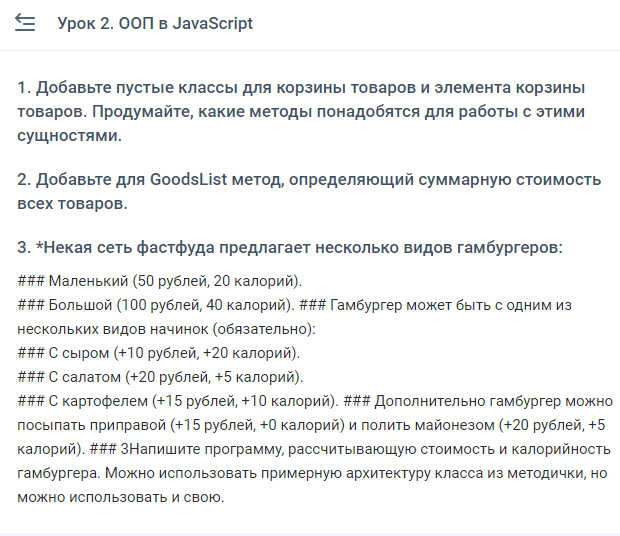 Урок 2. ООП в JavaScript
1. Добавьте пустые классы для корзины товаров и элемента корзины
товаров. Продумайте, какие методы понадобятся для работы с этими
сущностями.
2. Добавьте для GoodsList метод, определяющий суммарную стоимость
всех товаров.
3. *Некая сеть фастфуда предлагает несколько видов гамбургеров:
### Маленький (50 рублей, 20 калорий).
### Большой (100 рублей, 40 калорий). ### Гамбургер может быть с одним из
нескольких видов начинок (обязательно):
### С сыром (+10 рублей, +20 калорий).
### С салатом (+20 рублей, +5 калорий).
### С картофелем (+15 рублей, +10 калорий). ### Дополнительно гамбургер можно
посыпать приправой (+15 рублей, +0 калорий) и полить майонезом (+20 рублей, +5
калорий). ### 3Напишите программу, рассчитывающую стоимость и калорийность
гамбургера. Можно использовать примерную архитектуру класса из методички, но
можно использовать и свою.